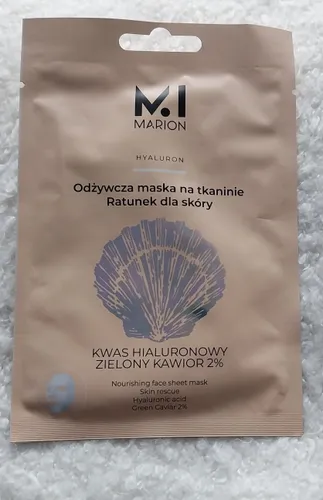 M.I
MARION
HYALURON
Odżywcza maska na tkaninie
Ratunek dla skóry
KWAS HIALURONOWY
ZIELONY KAWIOR 2%
Nourishing face sheet mask
Skin rescue
Hyaluronic acid
Green Caviar 2%